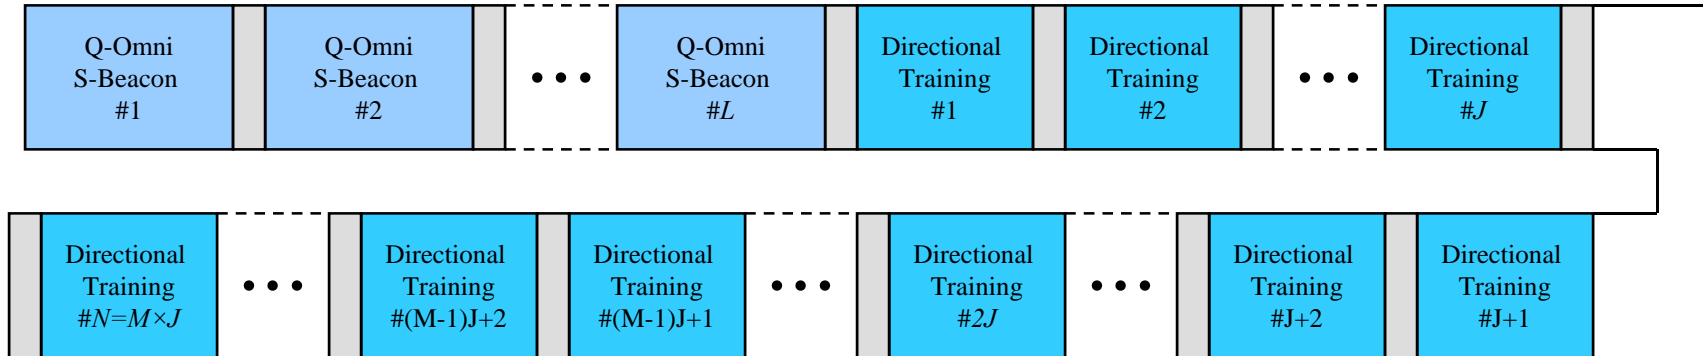 Q-Omni
S-Beacon
#1
Q-Omni
S-Beacon
#2
• • •
Q-Omni
S-Beacon
#L
Directional
Training
#1
Directional
Training
#2
• • •
Directional
Training
#J
Directional
Training
#N=M×J
• • •
Directional
Training
#(M-1)J+2
Directional
Training
#(M-1)J+1
• • •
Directional
Training
#2J
• • •
Directional
Training
#J+2
Directional
Training
#J+1